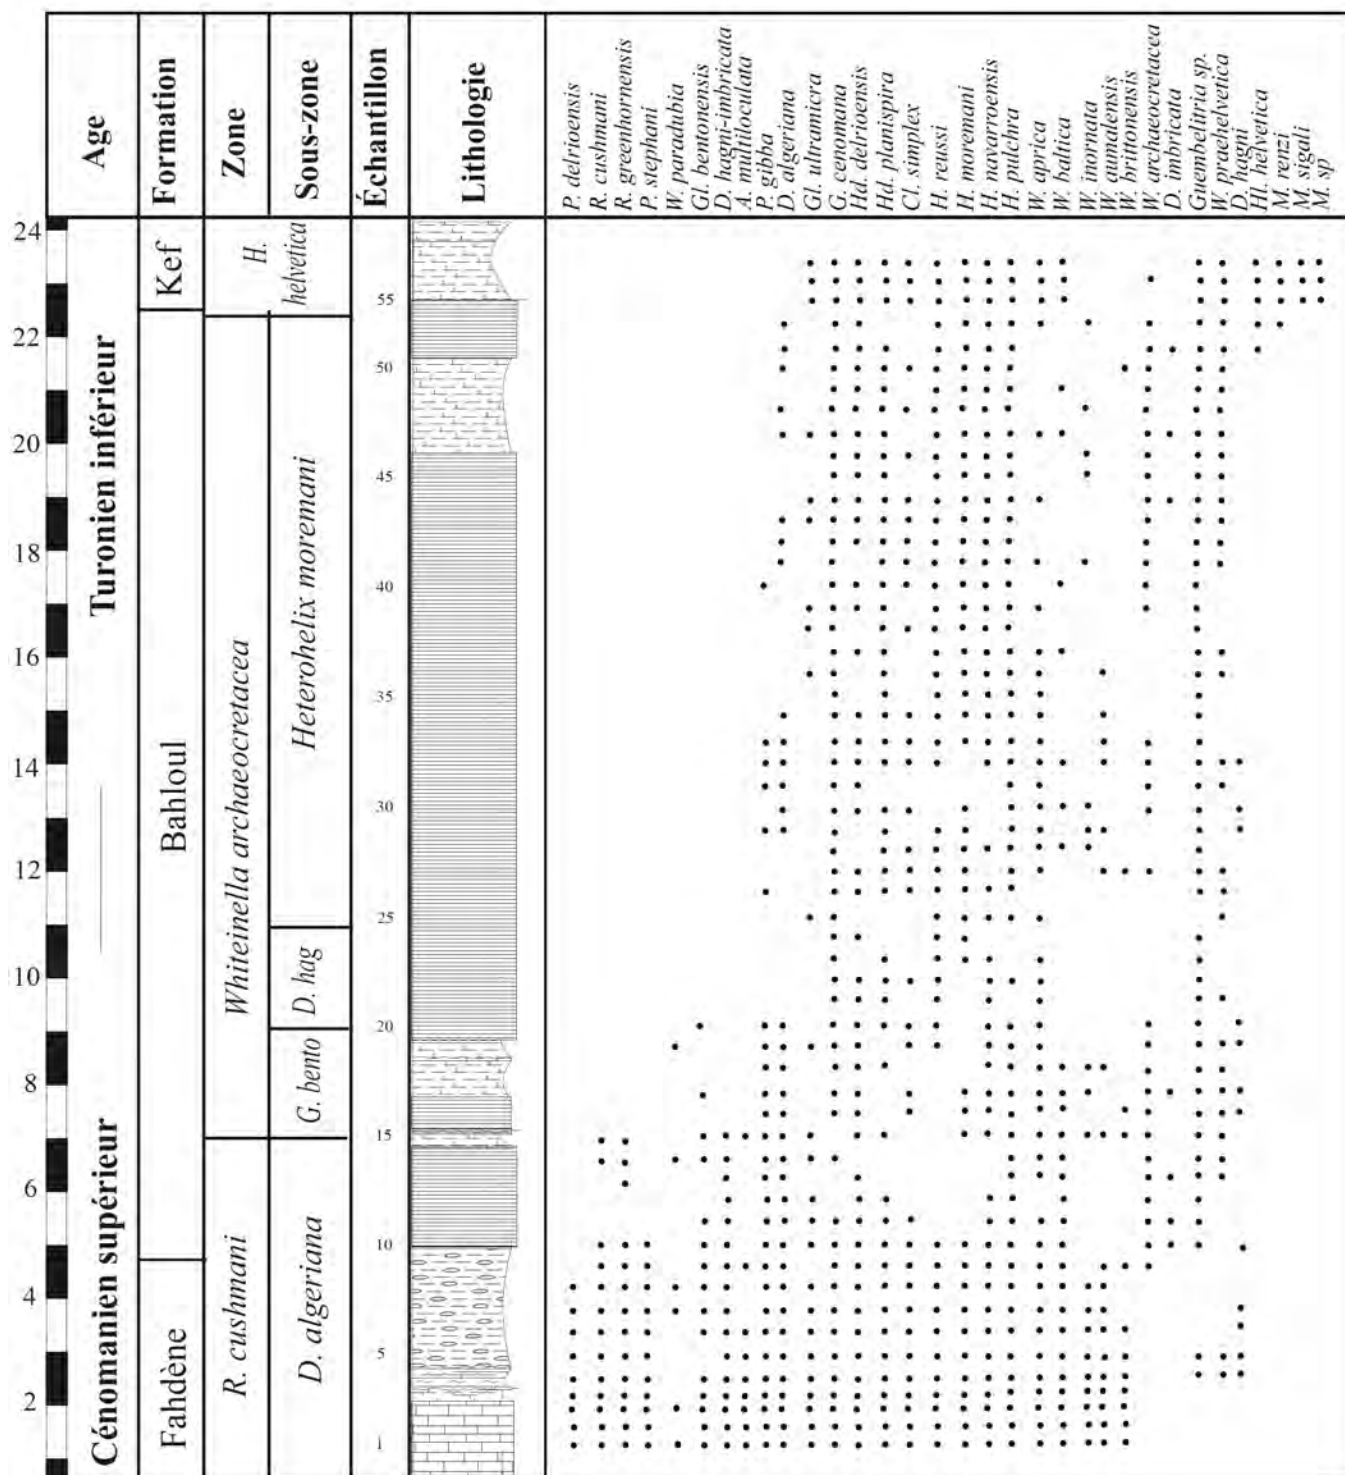 Age
Formation
Zone
Sous-zone
Échantillon
Lithologie
P. delrioensis
R. cushmani
R. greenhornensis
P. stephani
W. paradubia
Gl. bentonensis
D. hagni-imbricata
A. multiloculata
P. gibba
D. algeriana
Gl. ultramicra
G. cenomana
Hd. delrioensis
Hd. planispira
Cl. simplex
H. reussi
H. moremani
H. navarroensis
H. pulchra
W. aprica
W. baltica
W. inornata
W. aumalensis
W. brittonensis
W. archaeocretacea
D. imbricata
Guembelitria sp.
W. praehelvetica
D. hagni
Hl. helvetica
M. renzi
M. sigali
M. sp
24
22
20
18
16
14
12
10
8
6
4
2
Turonien inférieur
Cénomanien supérieur
Kef
Bahloul
Fahdène
H.
helvetica
Whiteinella archaeocretacea
R. cushmani
Heterohelix moremani
D. hag
G. bento
D. algeriana
55
50
45
40
35
30
25
20
15
10
5
1